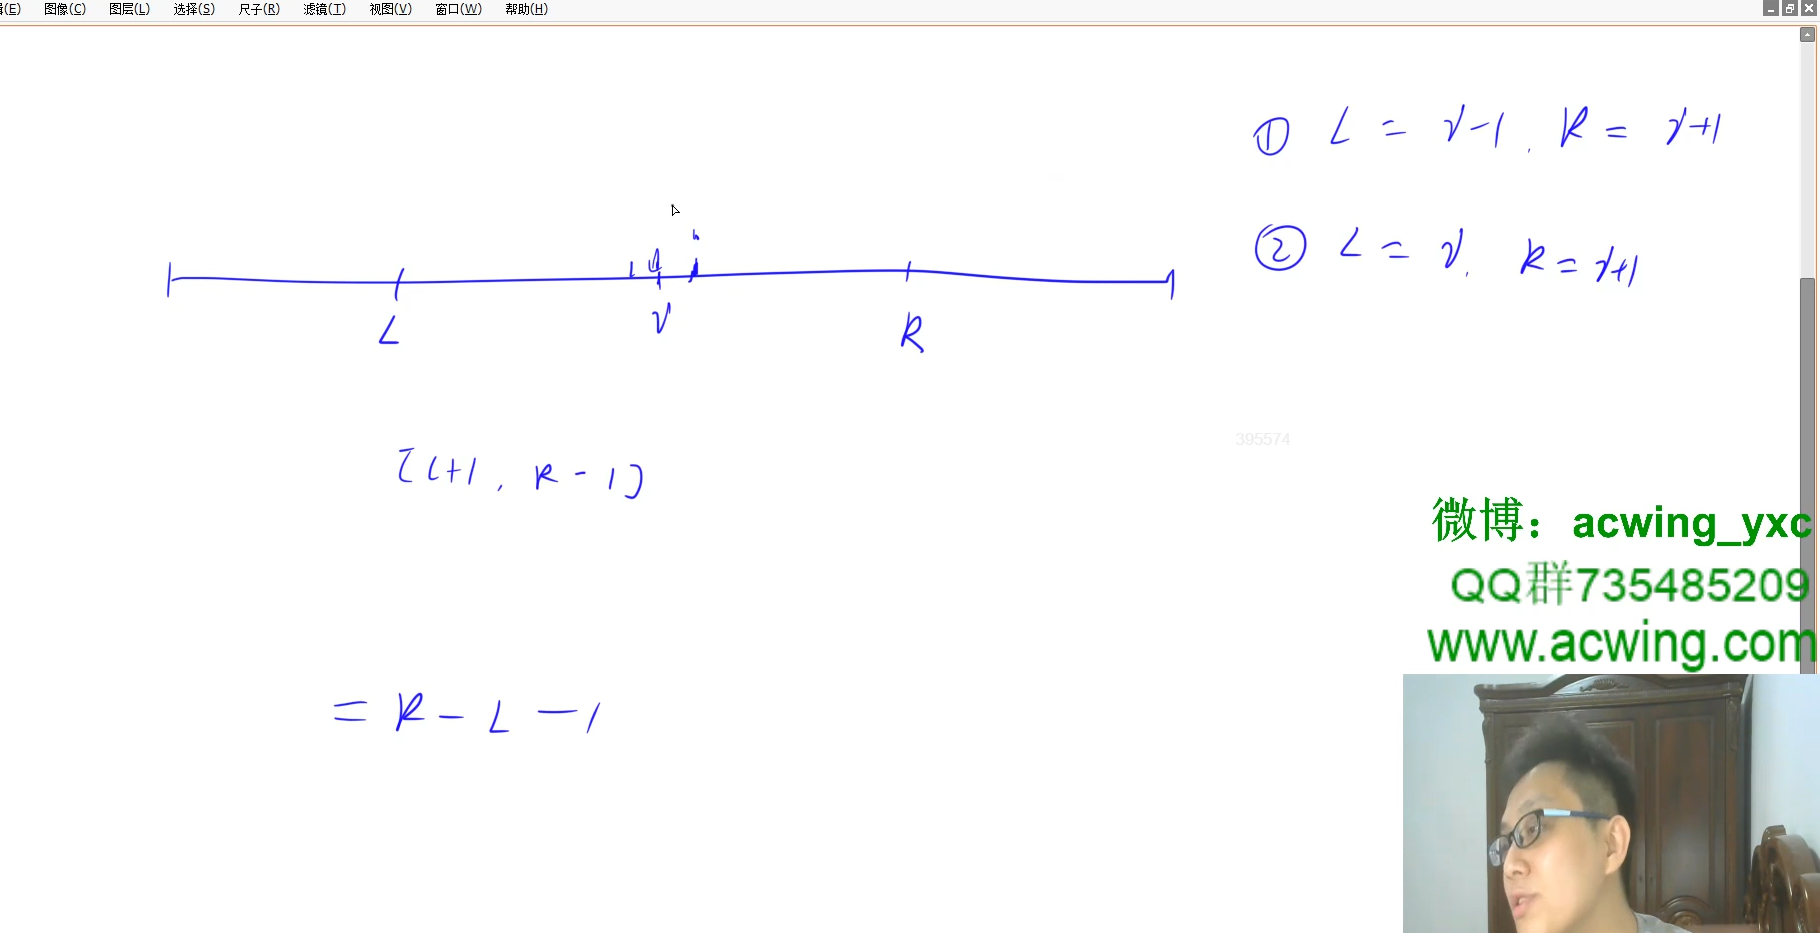 (E) 图像(C) 图层(L) 选择(S) 尺子(R) 滤镜(T) 视图(V) 窗口(W) 帮助(H)
① L = r-1, R = r+1
② L = r, R = r+1
L r R
[L+1, R-1]
395574
= R - L - 1
微博：acwing_yxc
QQ群735485209
www.acwing.com